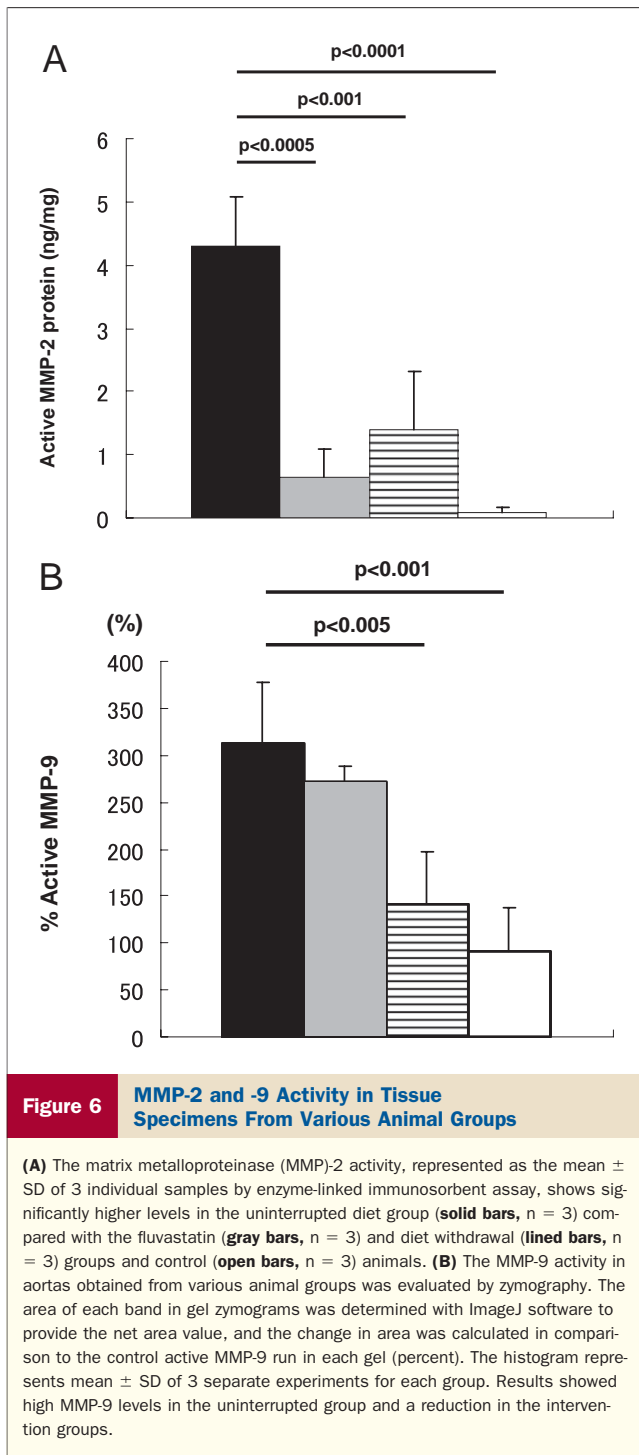 A
p<0.0001
p<0.001
p<0.0005
6
5
4
3
2
1
0
Active MMP-2 protein (ng/mg)
B
p<0.001
p<0.005
(%)
400
350
300
250
200
150
100
50
0
% Active MMP-9
Figure 6
MMP-2 and -9 Activity in Tissue
Specimens From Various Animal Groups
(A) The matrix metalloproteinase (MMP)-2 activity, represented as the mean ±
SD of 3 individual samples by enzyme-linked immunosorbent assay, shows sig-
nificantly higher levels in the uninterrupted diet group (solid bars, n = 3) com-
pared with the fluvastatin (gray bars, n = 3) and diet withdrawal (lined bars, n
= 3) groups and control (open bars, n = 3) animals. (B) The MMP-9 activity in
aortas obtained from various animal groups was evaluated by zymography. The
area of each band in gel zymograms was determined with ImageJ software to
provide the net area value, and the change in area was calculated in compari-
son to the control active MMP-9 run in each gel (percent). The histogram repre-
sents mean ± SD of 3 separate experiments for each group. Results showed
high MMP-9 levels in the uninterrupted group and a reduction in the interven-
tion groups.